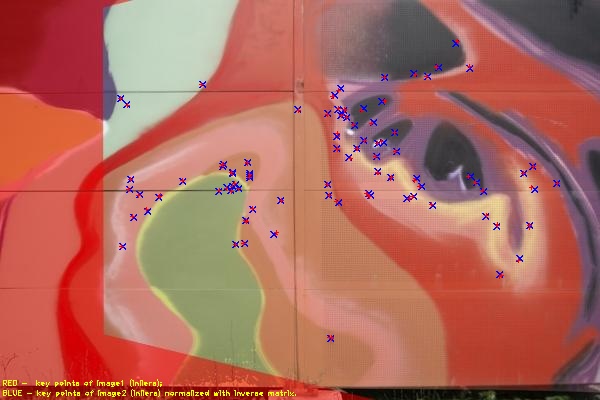 RED - key points of image1 (inliers);
BLUE - key points of image2 (inliers) normalized with inverse matrix.